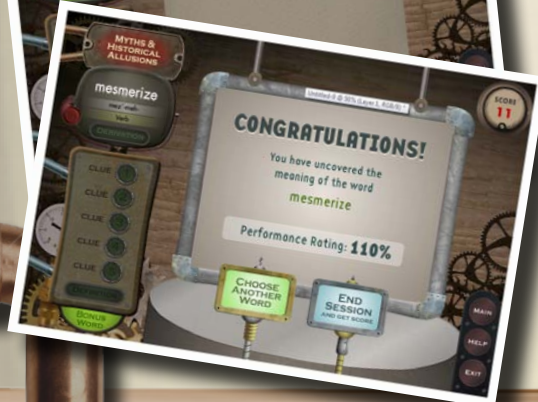 MYTHS &
HISTORICAL
ALLUSIONS
mesmerize
Verb
DERIVATION
CLUE
CLUE
CLUE
CLUE
CLUE
BONUS
WORD
CONGRATULATIONS!
You have uncovered the
meaning of the word
mesmerize
Performance Rating: 110%
CHOOSE
ANOTHER
WORD
END
SESSION
AND GET SCORE
SCORE
11
MAIN
HELP
EXIT